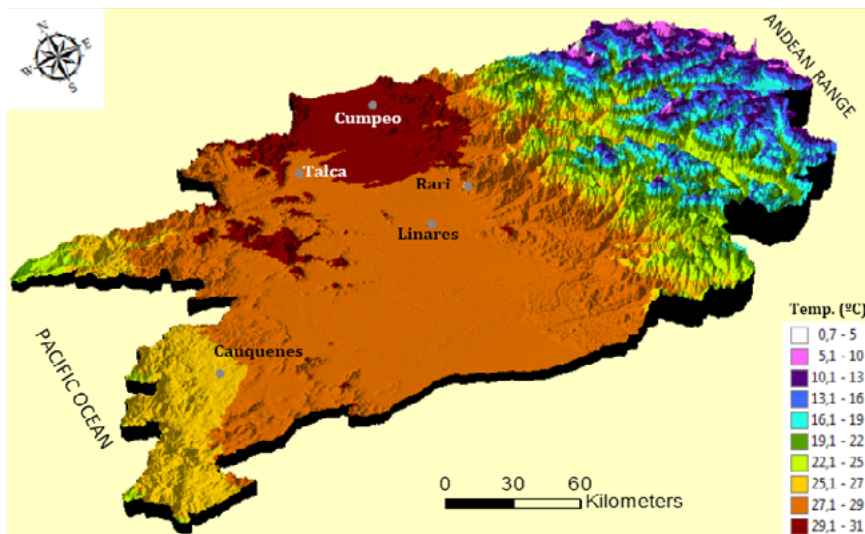 N
E
W
S
ANDEAN RANGE
Cumpeo
Talca
Rari
Linares
PACIFIC OCEAN
Cauquenes
Temp. (ºC)
0,7 - 5
5,1 - 10
10,1 - 13
13,1 - 16
16,1 - 19
19,1 - 22
22,1 - 25
25,1 - 27
27,1 - 29
29,1 - 31
0 30 60
Kilometers